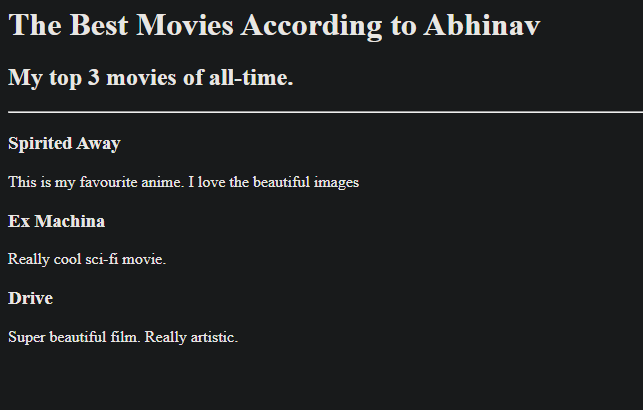 The Best Movies According to Abhinav
My top 3 movies of all-time.
Spirited Away
This is my favourite anime. I love the beautiful images
Ex Machina
Really cool sci-fi movie.
Drive
Super beautiful film. Really artistic.